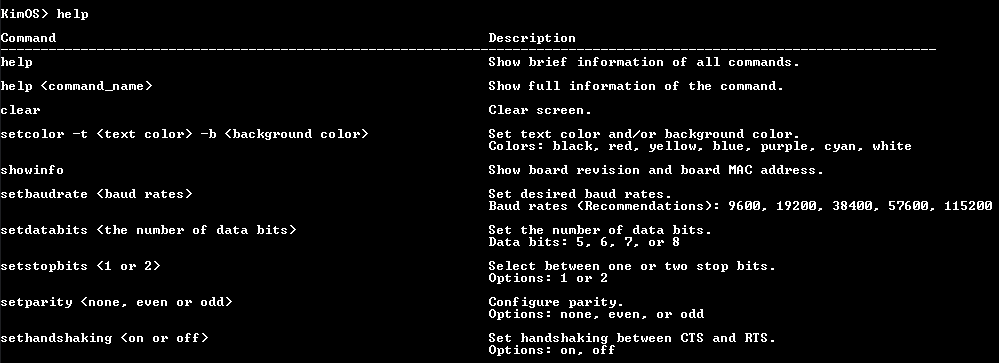 KimOS> help
Command Description
help Show brief information of all commands.
help <command_name> Show full information of the command.
clear Clear screen.
setcolor -t <text color> -b <background color> Set text color and/or background color.
Colors: black, red, yellow, blue, purple, cyan, white
showinfo Show board revision and board MAC address.
setbaudrate <baud rates> Set desired baud rates.
Baud rates (Recommendations): 9600, 19200, 38400, 57600, 115200
setdatabits <the number of data bits> Set the number of data bits.
Data bits: 5, 6, 7, or 8
setstopbits <1 or 2> Select between one or two stop bits.
Options: 1 or 2
setparity <none, even or odd> Configure parity.
Options: none, even, or odd
sethandshaking <on or off> Set handshaking between CTS and RTS.
Options: on, off